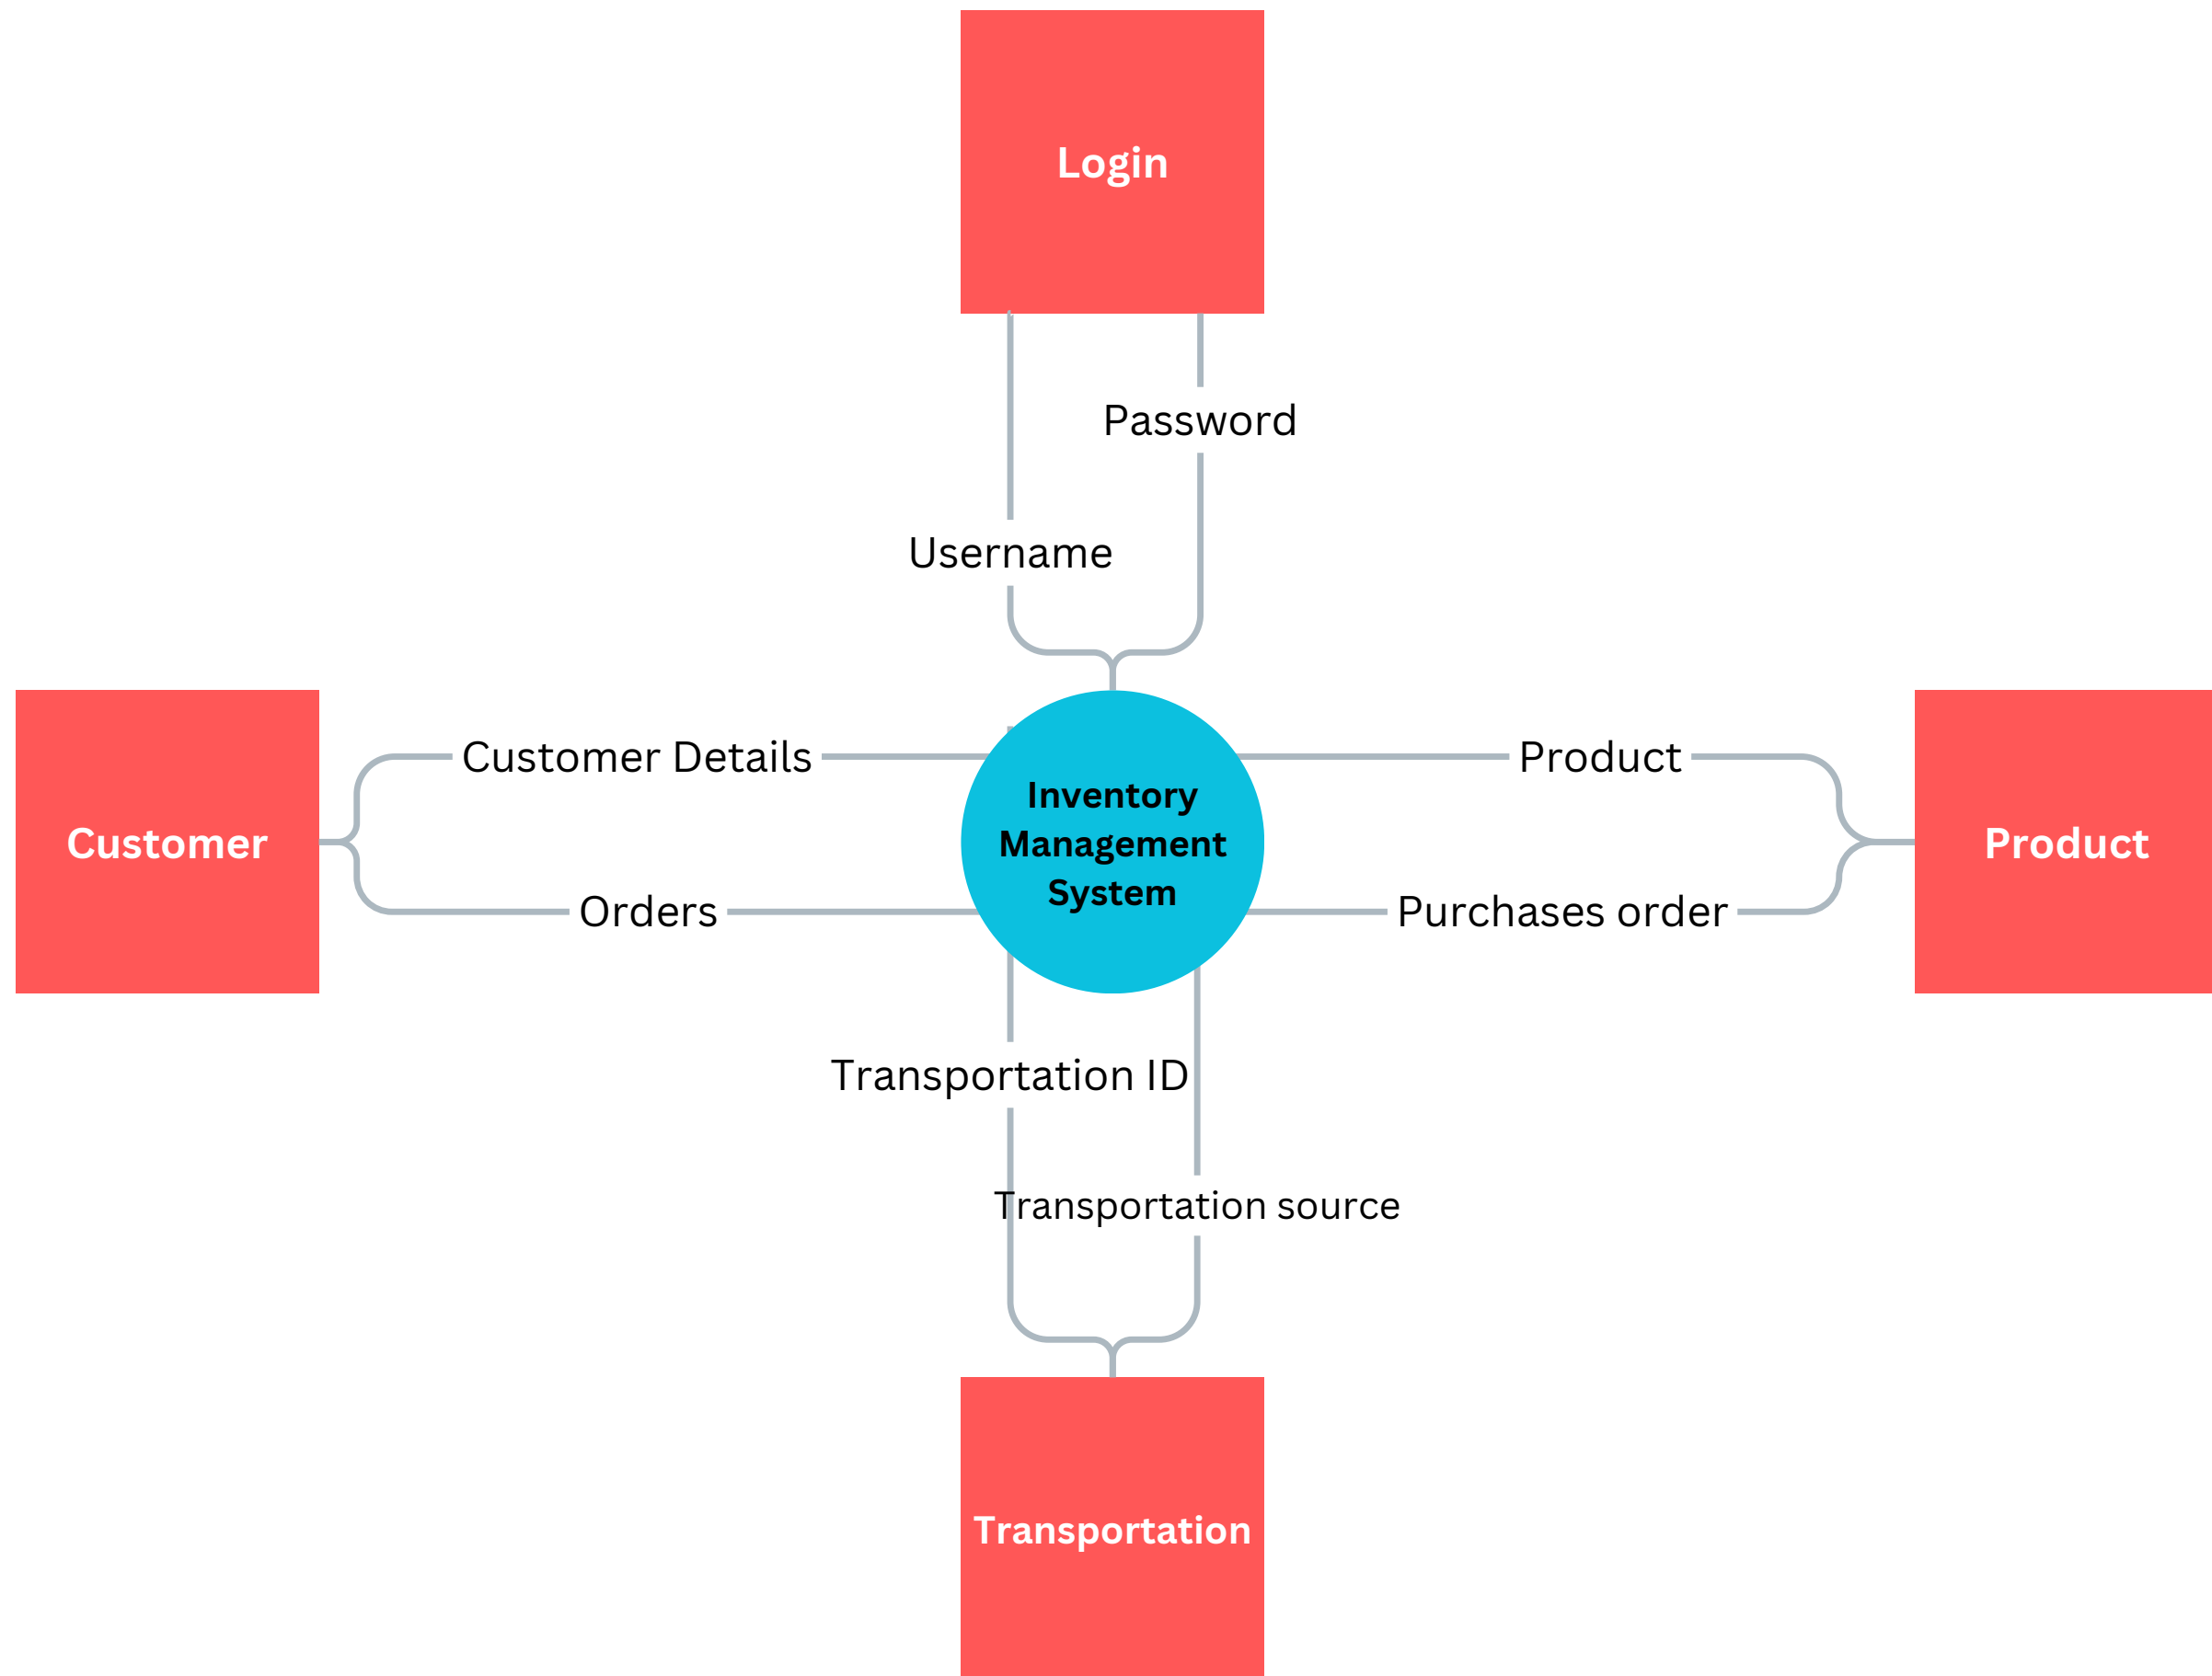 Login
Password
Username
Customer Details
Product
Customer
Inventory
Management
System
Product
Orders
Purchases order
Transportation ID
Transportation source
Transportation